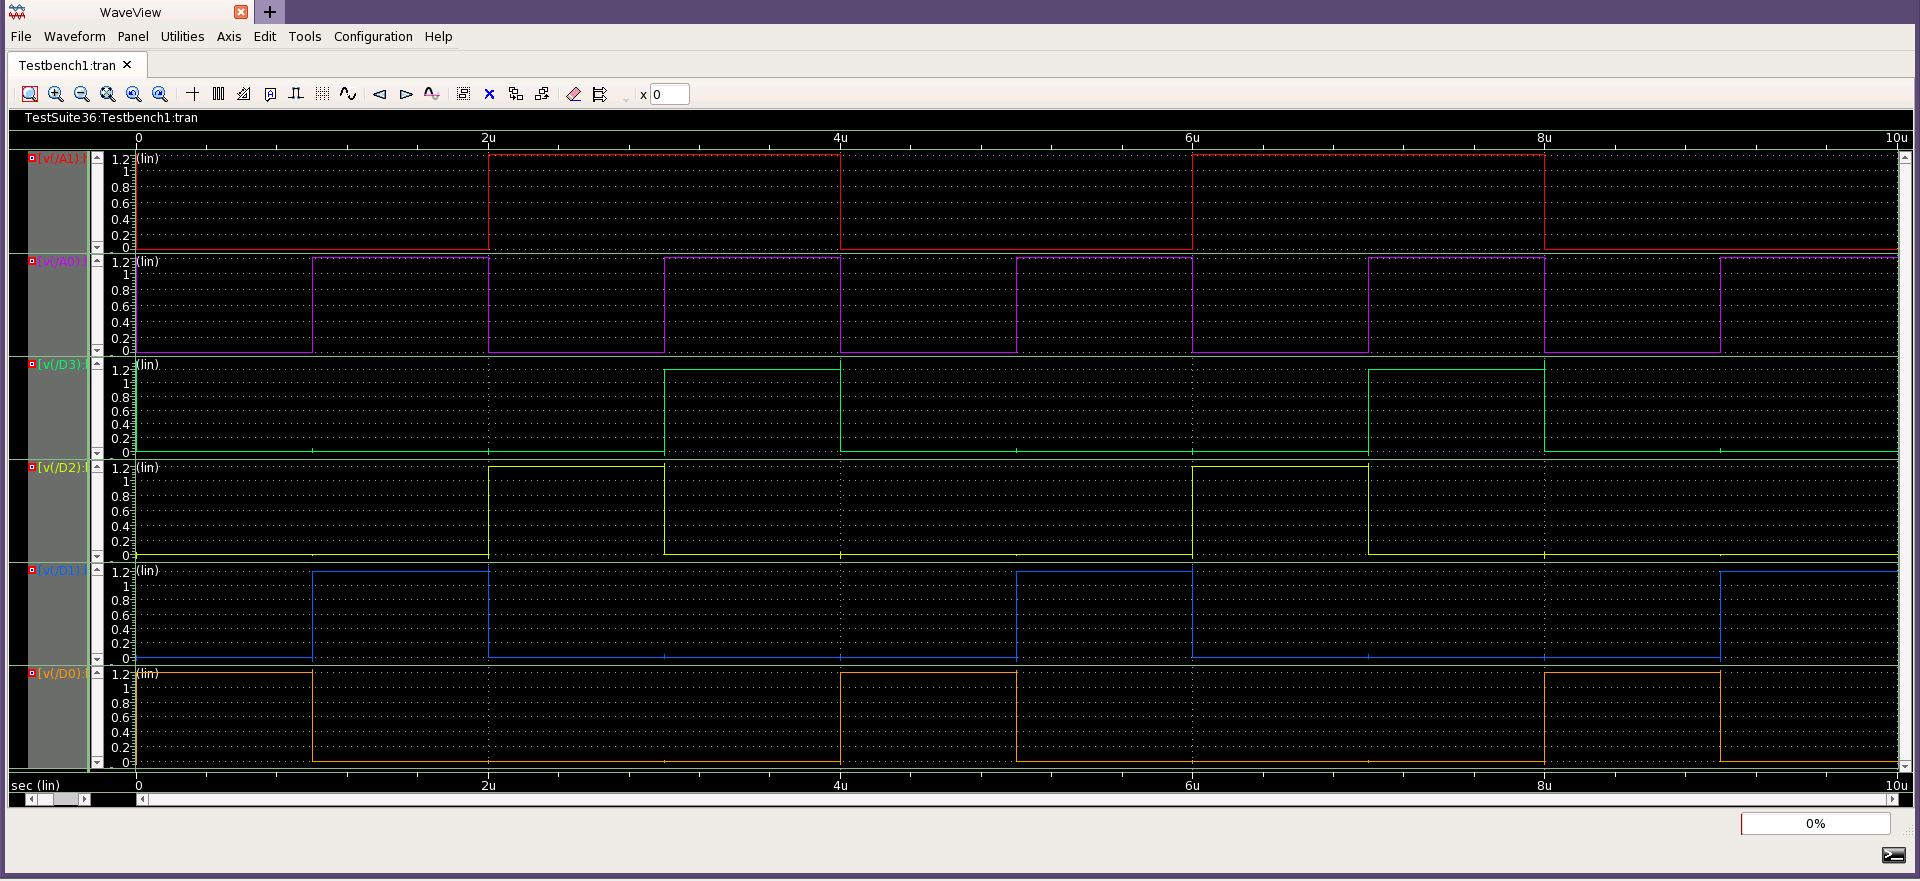 WaveView
File Waveform Panel Utilities Axis Edit Tools Configuration Help
Testbench1:tran
x 0
TestSuite36:Testbench1:tran
0 2u 4u 6u 8u 10u
[v(/A1): 1.2 (lin)
1
0.8
0.6
0.4
0.2
0
[v(/A0): 1.2 (lin)
1
0.8
0.6
0.4
0.2
0
[v(/D3): 1.2 (lin)
1
0.8
0.6
0.4
0.2
0
[v(/D2): 1.2 (lin)
1
0.8
0.6
0.4
0.2
0
[v(/D1): 1.2 (lin)
1
0.8
0.6
0.4
0.2
0
[v(/D0): 1.2 (lin)
1
0.8
0.6
0.4
0.2
0
sec (lin) 0 2u 4u 6u 8u 10u
0%